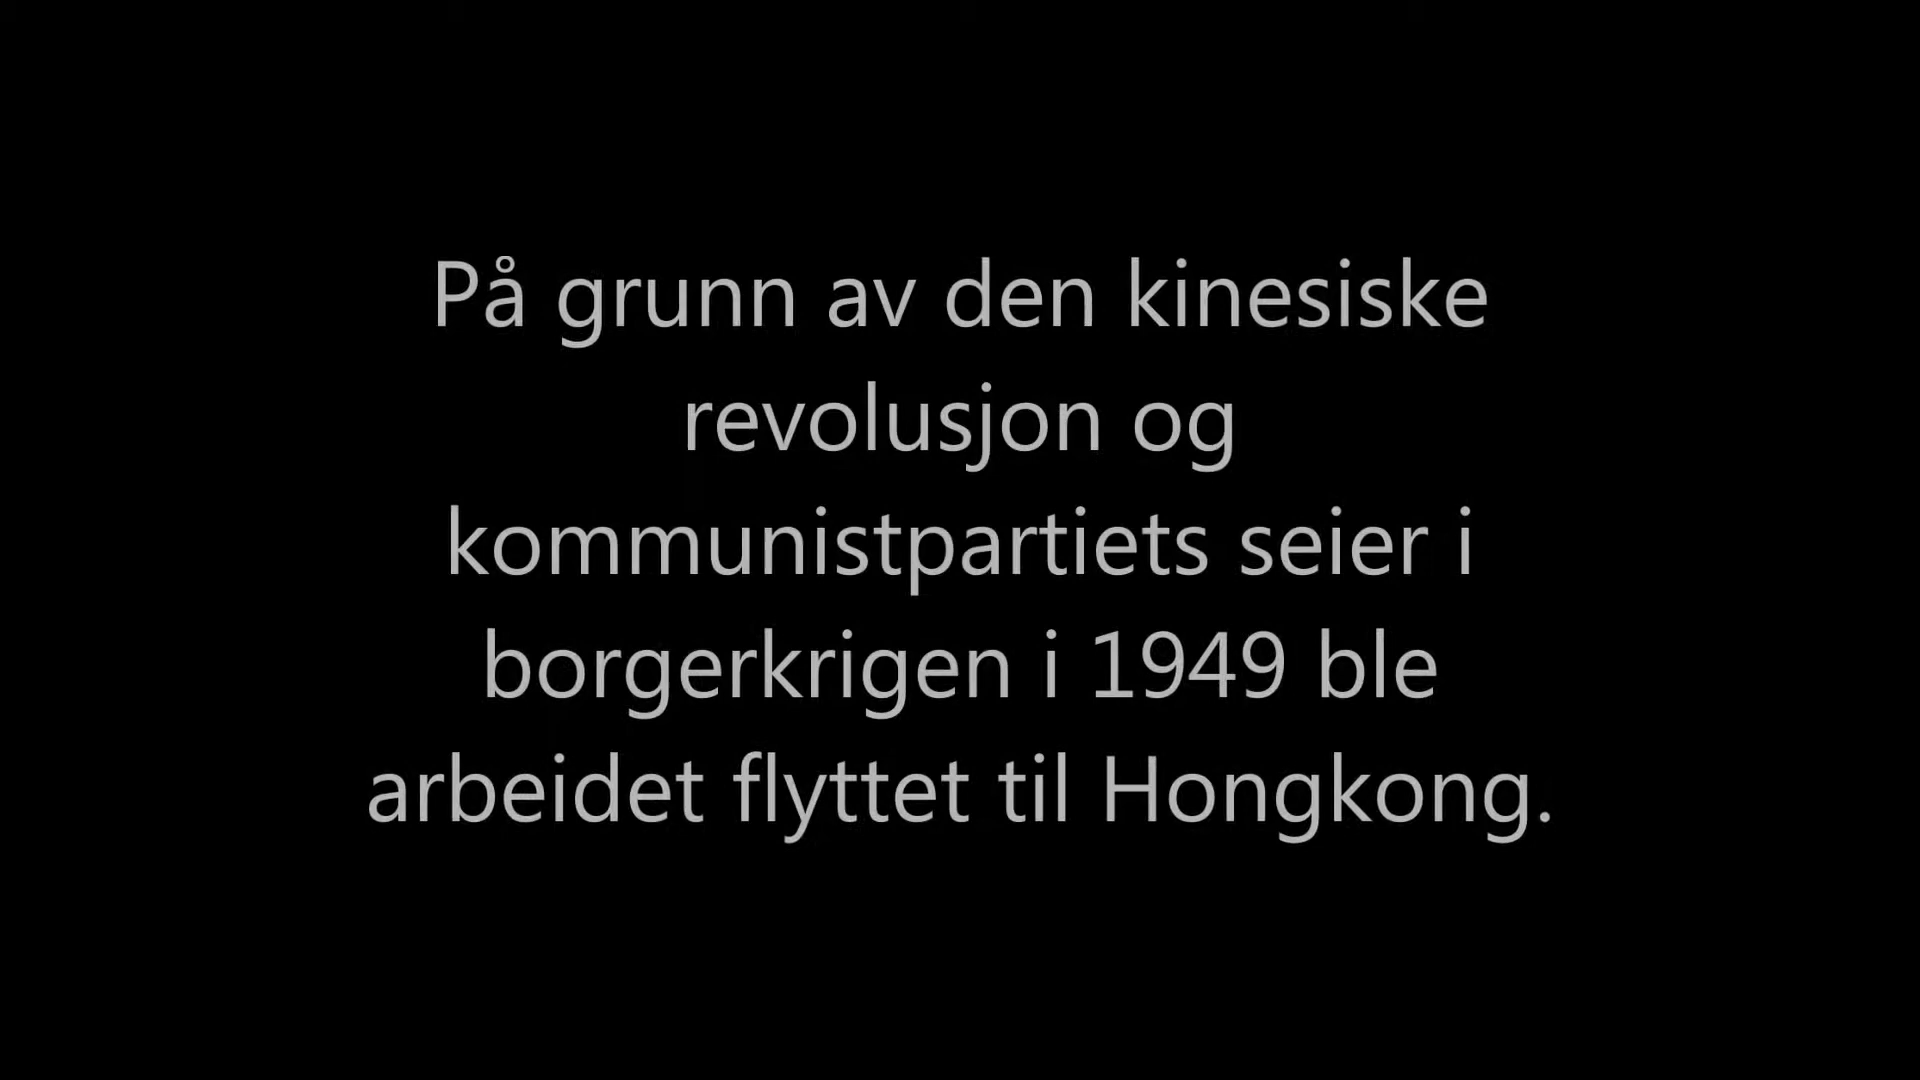 På grunn av den kinesiske
revolusjon og
kommunistpartiets seier i
borgerkrigen i 1949 ble
arbeidet flyttet til Hongkong.